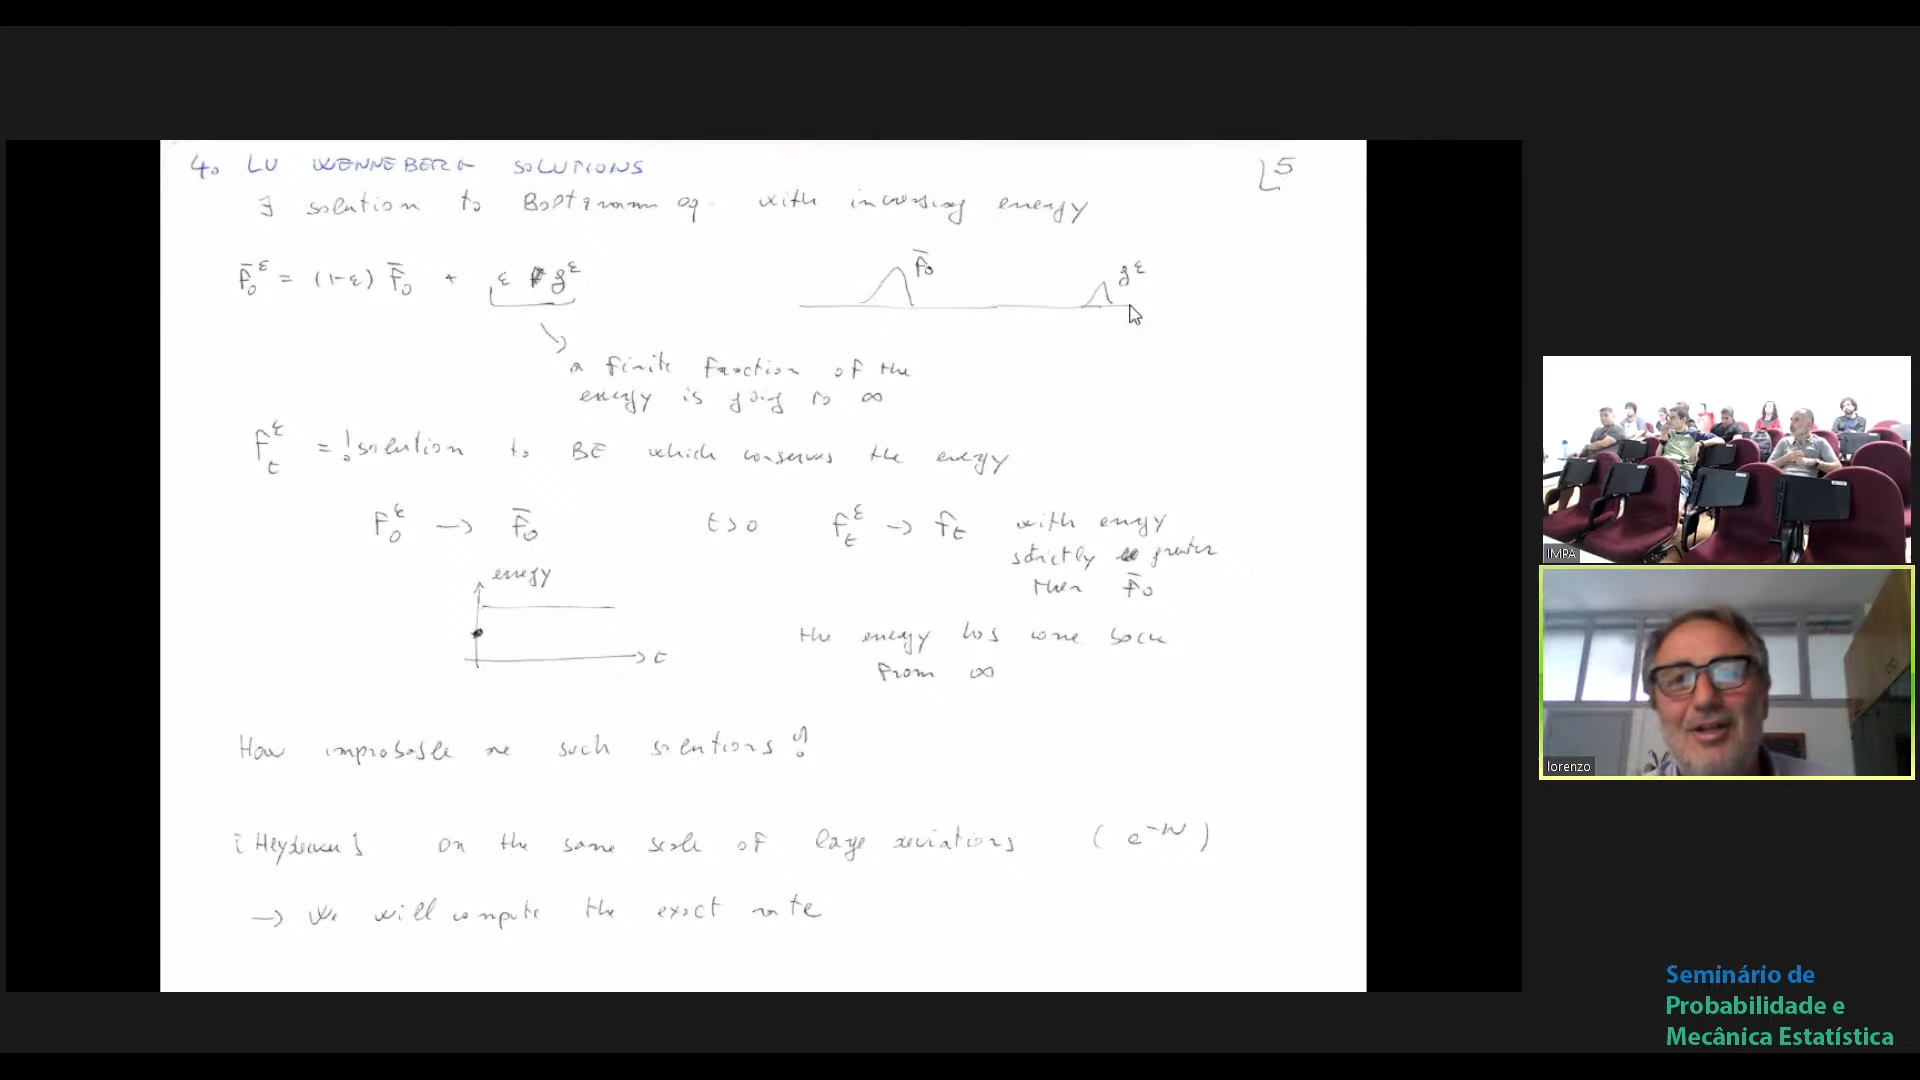 4. LU WENNEBERG SOLUTIONS
L5
∃ solution to Boltzmann eq. with increasing energy
F̄₀^ε = (1-ε) F̄₀ + ε g^ε
F̄₀
g^ε
a finite fraction of the
energy is going to ∞
F_t^ε = ! solution to BE which conserves the energy
F₀^ε → F̄₀
t>0 f_t^ε → f_t with energy
strictly greater
then F̄₀
energy
t
the energy has come back
from ∞
How improbable are such solutions?
[Heydecker] on the same scale of large deviations (e^-N)
→ We will compute the exact rate
IMPA
lorenzo
Seminário de
Probabilidade e
Mecânica Estatística